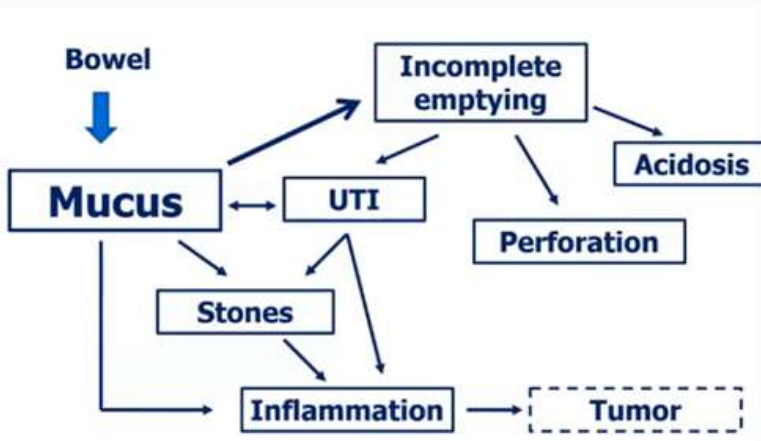 Bowel
Incomplete
emptying
Acidosis
Mucus
UTI
Perforation
Stones
Inflammation
Tumor